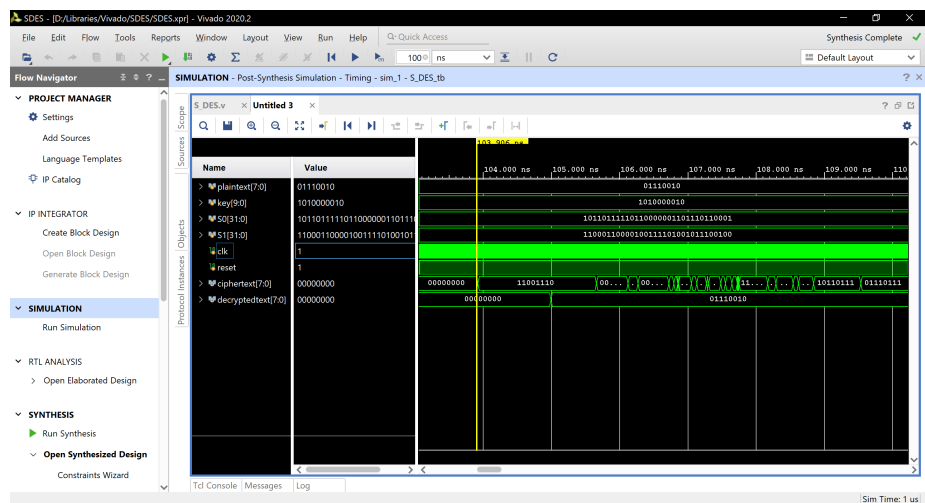 SDES - [D:/Libraries/Vivado/SDES/SDES.xpr] - Vivado 2020.2
File Edit Flow Tools Reports Window Layout View Run Help Q- Quick Access Synthesis Complete
100 ns Default Layout
Flow Navigator SIMULATION - Post-Synthesis Simulation - Timing - sim_1 - S_DES_tb
PROJECT MANAGER
Settings
Add Sources
Language Templates
IP Catalog
IP INTEGRATOR
Create Block Design
Open Block Design
Generate Block Design
SIMULATION
Run Simulation
RTL ANALYSIS
Open Elaborated Design
SYNTHESIS
Run Synthesis
Open Synthesized Design
Constraints Wizard
Scope
Sources
Objects
Protocol Instances
S_DES.v Untitled 3
103.906 ns
Name Value 104.000 ns 105.000 ns 106.000 ns 107.000 ns 108.000 ns 109.000 ns 110
plaintext[7:0] 01110010 01110010
key[9:0] 1010000010 1010000010
S0[31:0]
S1[31:0]
clk 1
reset 1
ciphertext[7:0] 00000000 00000000 11001110 00... 00... 11... 10110111 01110111
decryptedtext[7:0] 00000000 00000000 01110010
Tcl Console Messages Log
Sim Time: 1 us